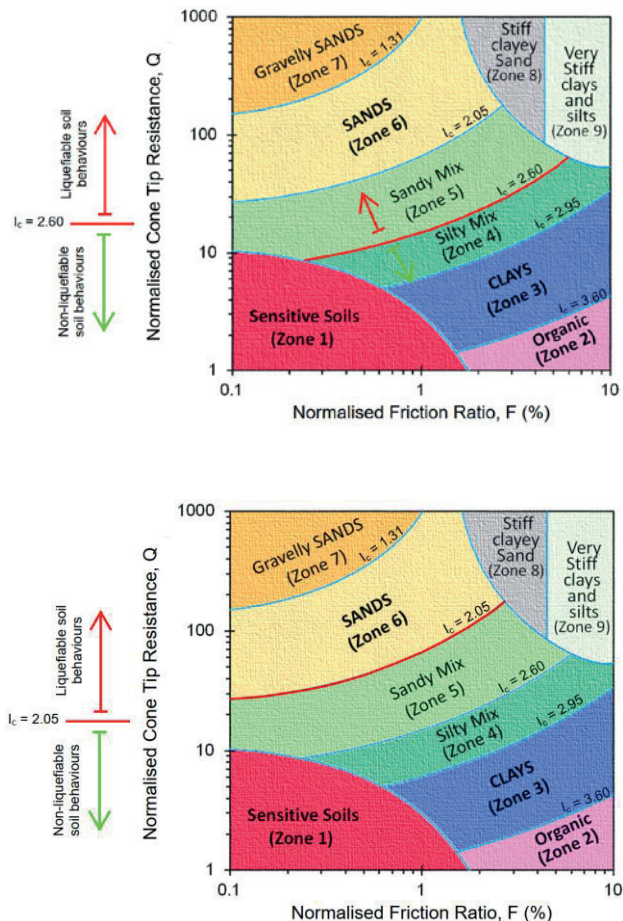 Normalised Cone Tip Resistance, Q
Liquefiable soil
behaviours
Ic = 2.60
Non-liquefiable
soil behaviours
1000
100
10
1
Gravelly SANDS
(Zone 7)
Ic = 1.31
SANDS
(Zone 6)
Ic = 2.05
Stiff
clayey
Sand
(Zone 8)
Very
Stiff
clays
and
silts
(Zone 9)
Sandy Mix
(Zone 5)
Ic = 2.60
Silty Mix
(Zone 4)
Ic = 2.95
CLAYS
(Zone 3)
Ic = 3.60
Sensitive Soils
(Zone 1)
Organic
(Zone 2)
0.1
1
10
Normalised Friction Ratio, F (%)
Normalised Cone Tip Resistance, Q
Liquefiable soil
behaviours
Ic = 2.05
Non-liquefiable
soil behaviours
1000
100
10
1
Gravelly SANDS
(Zone 7)
Ic = 1.31
SANDS
(Zone 6)
Ic = 2.05
Stiff
clayey
Sand
(Zone 8)
Very
Stiff
clays
and
silts
(Zone 9)
Sandy Mix
(Zone 5)
Ic = 2.60
Silty Mix
(Zone 4)
Ic = 2.95
CLAYS
(Zone 3)
Ic = 3.60
Sensitive Soils
(Zone 1)
Organic
(Zone 2)
0.1
1
10
Normalised Friction Ratio, F (%)